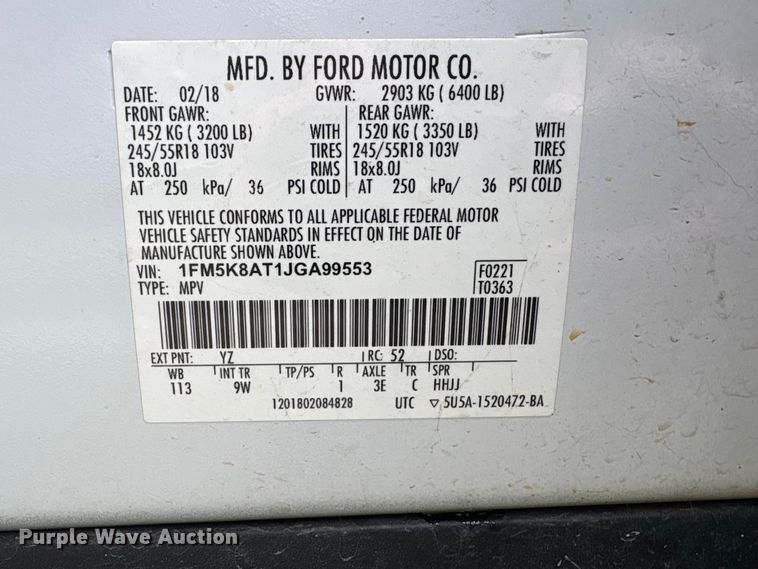 MFD. BY FORD MOTOR CO.
DATE: 02/18 GVWR: 2903 KG ( 6400 LB)
FRONT GAWR: REAR GAWR:
1452 KG ( 3200 LB) WITH 1520 KG ( 3350 LB) WITH
245/55R18 103V TIRES 245/55R18 103V TIRES
18x8.0J RIMS 18x8.0J RIMS
AT 250 kPa/ 36 PSI COLD AT 250 kPa/ 36 PSI COLD
THIS VEHICLE CONFORMS TO ALL APPLICABLE FEDERAL MOTOR
VEHICLE SAFETY STANDARDS IN EFFECT ON THE DATE OF
MANUFACTURE SHOWN ABOVE.
VIN: 1FM5K8AT1JGA99553 F0221
TYPE: MPV T0363
EXT PNT: YZ RC: 52 DSO:
WB INT TR TP/PS R AXLE TR SPR
113 9W 1 3E C HHJJ
1201802084828 UTC ▽ 5U5A-1520472-BA
Purple Wave Auction